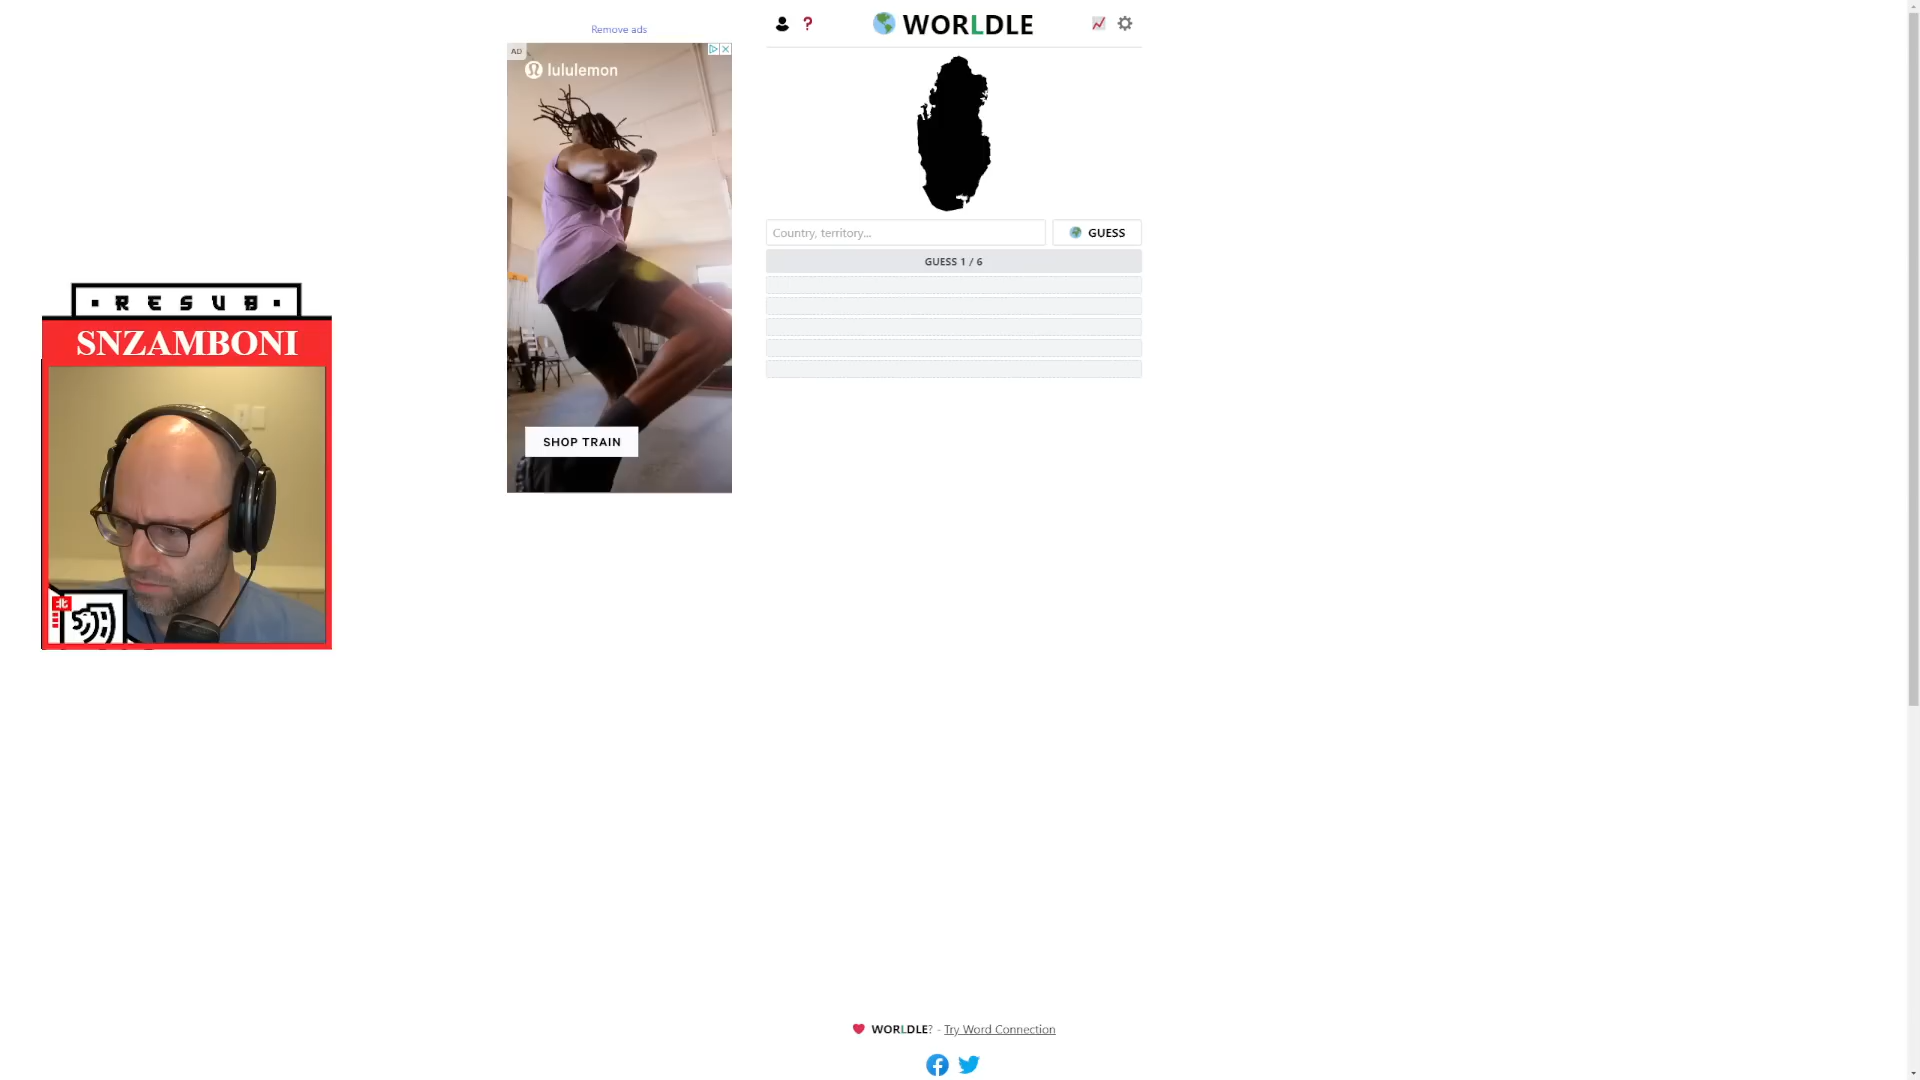 Remove ads
AD
lululemon
SHOP TRAIN
?
WORLDLE
Country, territory...
GUESS
GUESS 1 / 6
· RESUB ·
SNZAMBONI
WORLDLE? - Try Word Connection